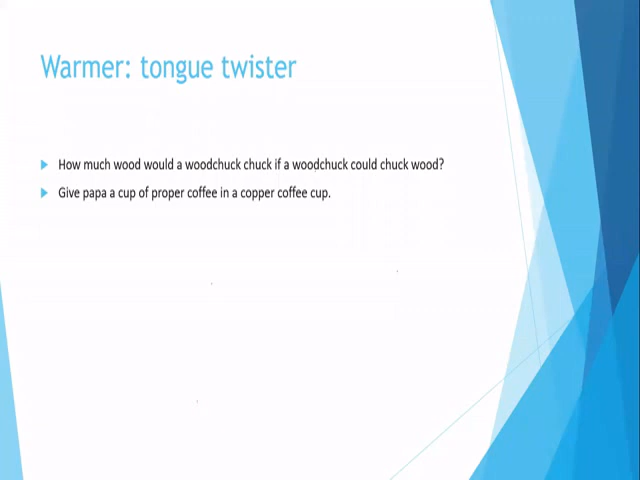 Warmer: tongue twister
How much wood would a woodchuck chuck if a woodchuck could chuck wood?
Give papa a cup of proper coffee in a copper coffee cup.